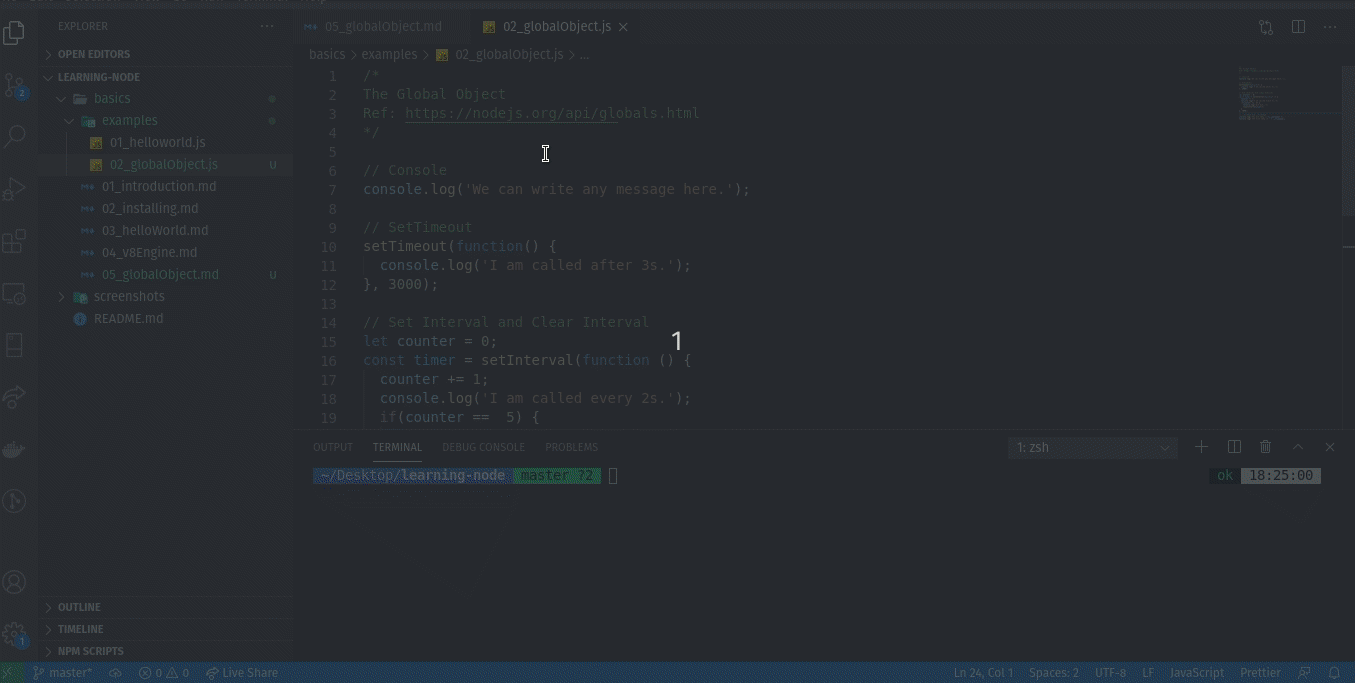 EXPLORER
OPEN EDITORS
LEARNING-NODE
basics
examples
01_helloworld.js
02_globalObject.js U
01_introduction.md
02_installing.md
03_helloWorld.md
04_v8Engine.md
05_globalObject.md U
screenshots
README.md
OUTLINE
TIMELINE
NPM SCRIPTS
2
1
05_globalObject.md 02_globalObject.js
basics > examples > 02_globalObject.js > ...
1 /*
2 The Global Object
3 Ref: https://nodejs.org/api/globals.html
4 */
5
6 // Console
7 console.log('We can write any message here.');
8
9 // SetTimeout
10 setTimeout(function() {
11 console.log('I am called after 3s.');
12 }, 3000);
13
14 // Set Interval and Clear Interval
15 let counter = 0;
16 const timer = setInterval(function () {
17 counter += 1;
18 console.log('I am called every 2s.');
19 if(counter == 5) {
1
OUTPUT TERMINAL DEBUG CONSOLE PROBLEMS 1: zsh
~/Desktop/learning-node master ?2 ok 18:25:00
master* 0 0 Live Share Ln 24, Col 1 Spaces: 2 UTF-8 LF JavaScript Prettier